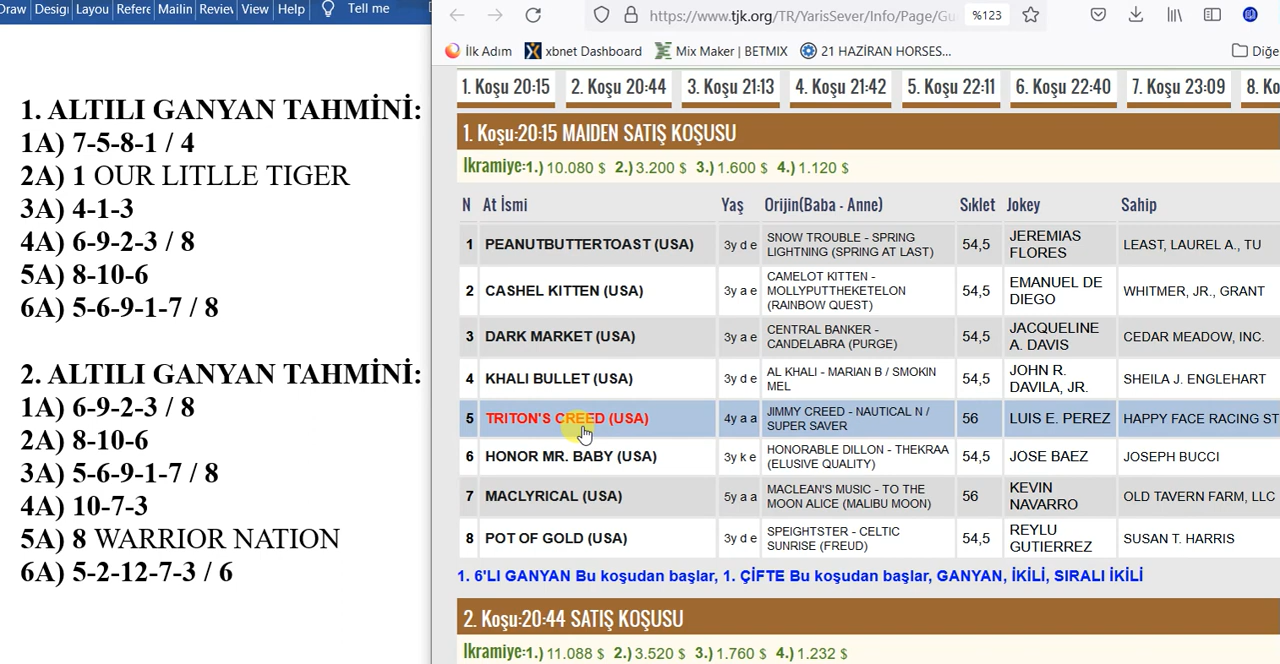 Draw Desig Layou Refere Mailin Reviev View Help Tell me
1. ALTILI GANYAN TAHMİNİ:
1A) 7-5-8-1 / 4
2A) 1 OUR LITLLE TIGER
3A) 4-1-3
4A) 6-9-2-3 / 8
5A) 8-10-6
6A) 5-6-9-1-7 / 8
2. ALTILI GANYAN TAHMİNİ:
1A) 6-9-2-3 / 8
2A) 8-10-6
3A) 5-6-9-1-7 / 8
4A) 10-7-3
5A) 8 WARRIOR NATION
6A) 5-2-12-7-3 / 6
https://www.tjk.org/TR/YarisSever/Info/Page/Gu %123
İlk Adım xbnet Dashboard Mix Maker | BETMIX 21 HAZİRAN HORSES... Diğe
1. Koşu 20:15 2. Koşu 20:44 3. Koşu 21:13 4. Koşu 21:42 5. Koşu 22:11 6. Koşu 22:40 7. Koşu 23:09 8. Ko
1. Koşu:20:15 MAIDEN SATIŞ KOŞUSU
İkramiye:1.) 10.080 $ 2.) 3.200 $ 3.) 1.600 $ 4.) 1.120 $
N At İsmi Yaş Orijin(Baba - Anne) Sıklet Jokey Sahip
1 PEANUTBUTTERTOAST (USA) 3y d e SNOW TROUBLE - SPRING LIGHTNING (SPRING AT LAST) 54,5 JEREMIAS FLORES LEAST, LAUREL A., TU
2 CASHEL KITTEN (USA) 3y a e CAMELOT KITTEN - MOLLYPUTTHEKETELON (RAINBOW QUEST) 54,5 EMANUEL DE DIEGO WHITMER, JR., GRANT
3 DARK MARKET (USA) 3y a e CENTRAL BANKER - CANDELABRA (PURGE) 54,5 JACQUELINE A. DAVIS CEDAR MEADOW, INC.
4 KHALI BULLET (USA) 3y d e AL KHALI - MARIAN B / SMOKIN MEL 54,5 JOHN R. DAVILA, JR. SHEILA J. ENGLEHART
5 TRITON'S CREED (USA) 4y a a JIMMY CREED - NAUTICAL N / SUPER SAVER 56 LUIS E. PEREZ HAPPY FACE RACING ST
6 HONOR MR. BABY (USA) 3y k e HONORABLE DILLON - THEKRAA (ELUSIVE QUALITY) 54,5 JOSE BAEZ JOSEPH BUCCI
7 MACLYRICAL (USA) 5y a a MACLEAN'S MUSIC - TO THE MOON ALICE (MALIBU MOON) 56 KEVIN NAVARRO OLD TAVERN FARM, LLC
8 POT OF GOLD (USA) 3y d e SPEIGHTSTER - CELTIC SUNRISE (FREUD) 54,5 REYLU GUTIERREZ SUSAN T. HARRIS
1. 6'LI GANYAN Bu koşudan başlar, 1. ÇİFTE Bu koşudan başlar, GANYAN, İKİLİ, SIRALI İKİLİ
2. Koşu:20:44 SATIŞ KOŞUSU
İkramiye:1.) 11.088 $ 2.) 3.520 $ 3.) 1.760 $ 4.) 1.232 $